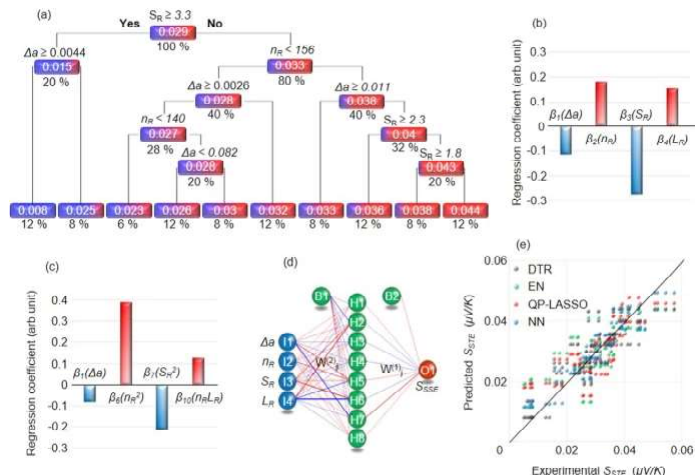 (a)
S_R ≥ 3.3
Yes
No
0.029
100 %
Δa ≥ 0.0044
0.015
20 %
n_R < 156
0.033
80 %
Δa ≥ 0.0026
0.028
40 %
Δa ≥ 0.011
0.038
40 %
n_R < 140
0.027
28 %
S_R ≥ 2.3
0.04
32 %
Δa < 0.082
0.028
20 %
S_R ≥ 1.8
0.043
20 %
0.008 0.025 0.023 0.026 0.03 0.032 0.033 0.036 0.038 0.044
12 % 8 % 6 % 12 % 8 % 12 % 8 % 12 % 8 % 12 %
(b)
Regression coefficient (arb unit)
0.3
0.2
0.1
0
-0.1
-0.2
-0.3
β₁(Δa) β₃(S_R)
β₂(n_R) β₄(L_R)
(c)
Regression coefficient (arb unit)
0.4
0.3
0.2
0.1
0
-0.1
-0.2
-0.3
β₁(Δa) β₇(S_R²)
β₆(n_R²) β₁₀(n_RL_R)
(d)
B1 B2
H1
H2
H3
H4
H5
H6
H7
H8
Δa I1
n_R I2
S_R I3
L_R I4
W⁽²⁾ⱼ W⁽¹⁾ⱼ
O1
S_SSE
(e)
DTR
EN
QP-LASSO
NN
Predicted S_STE (μV/K)
0.06
0.04
0.02
0
0.02 0.04 0.06
Experimental S_STE (μV/K)